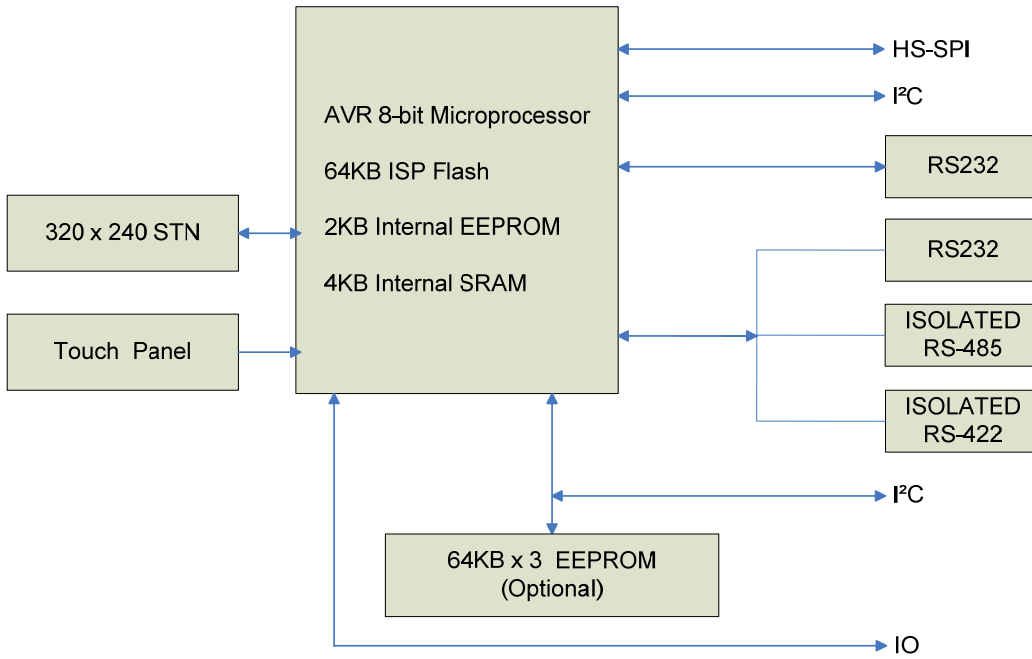 HS-SPI
I²C
AVR 8-bit Microprocessor
64KB ISP Flash
2KB Internal EEPROM
4KB Internal SRAM
320 x 240 STN
Touch Panel
RS232
RS232
ISOLATED
RS-485
ISOLATED
RS-422
I²C
64KB x 3 EEPROM
(Optional)
IO